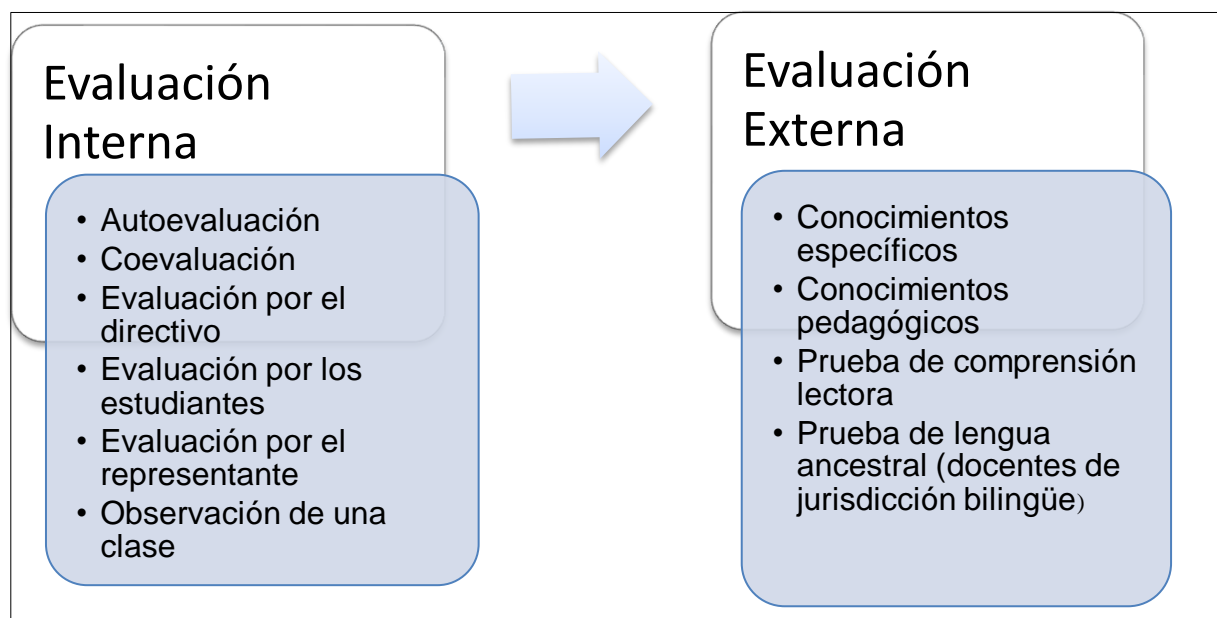 Evaluación
Interna
• Autoevaluación
• Coevaluación
• Evaluación por el
directivo
• Evaluación por los
estudiantes
• Evaluación por el
representante
• Observación de una
clase
Evaluación
Externa
• Conocimientos
específicos
• Conocimientos
pedagógicos
• Prueba de comprensión
lectora
• Prueba de lengua
ancestral (docentes de
jurisdicción bilingüe)